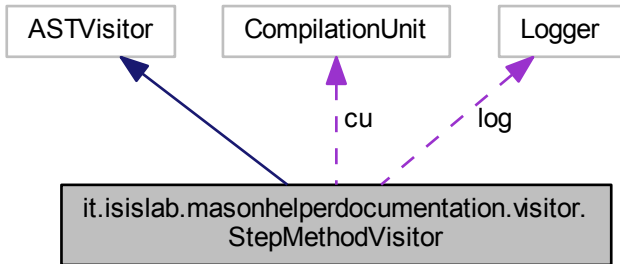 ASTVisitor
CompilationUnit
Logger
cu
log
it.isislab.masonhelperdocumentation.visitor.
StepMethodVisitor